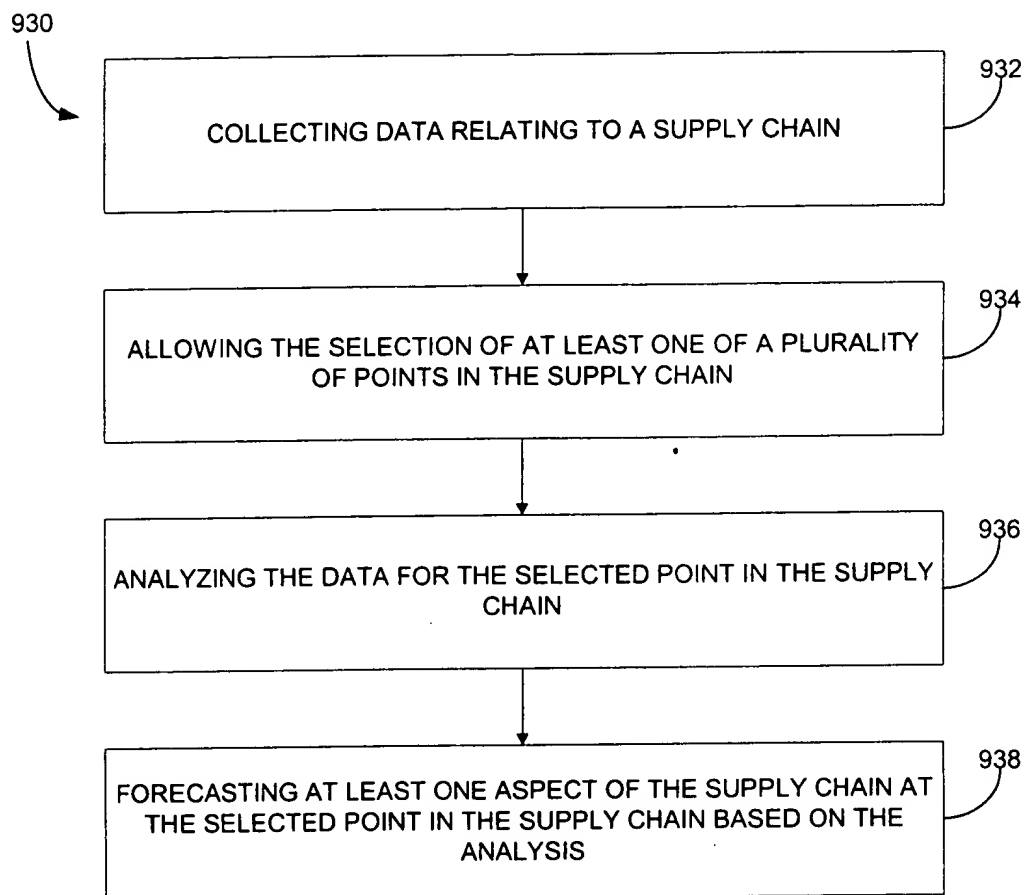 930
932
COLLECTING DATA RELATING TO A SUPPLY CHAIN
934
ALLOWING THE SELECTION OF AT LEAST ONE OF A PLURALITY
OF POINTS IN THE SUPPLY CHAIN
936
ANALYZING THE DATA FOR THE SELECTED POINT IN THE SUPPLY
CHAIN
938
FORECASTING AT LEAST ONE ASPECT OF THE SUPPLY CHAIN AT
THE SELECTED POINT IN THE SUPPLY CHAIN BASED ON THE
ANALYSIS